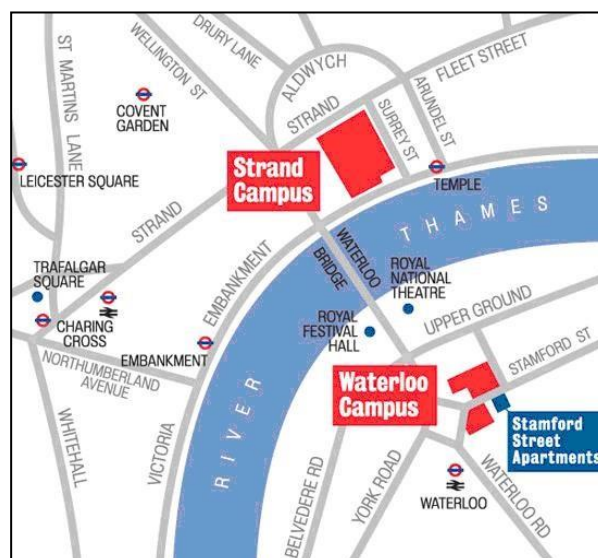 ST MARTINS LANE
WELLINGTON ST
DRURY LANE
ALDWYCH
FLEET STREET
COVENT
GARDEN
STRAND
SURREY ST
ARUNDEL ST
Strand
Campus
LEICESTER SQUARE
TEMPLE
STRAND
THAMES
TRAFALGAR
SQUARE
EMBANKMENT
WATERLOO
BRIDGE
ROYAL
NATIONAL
THEATRE
CHARING
CROSS
ROYAL
FESTIVAL
HALL
UPPER GROUND
EMBANKMENT
NORTHUMBERLAND
AVENUE
STAMFORD ST
RIVER
Waterloo
Campus
WHITEHALL
VICTORIA
Stamford
Street
Apartments
BELVEDERE RD
YORK ROAD
WATERLOO
WATERLOO RD